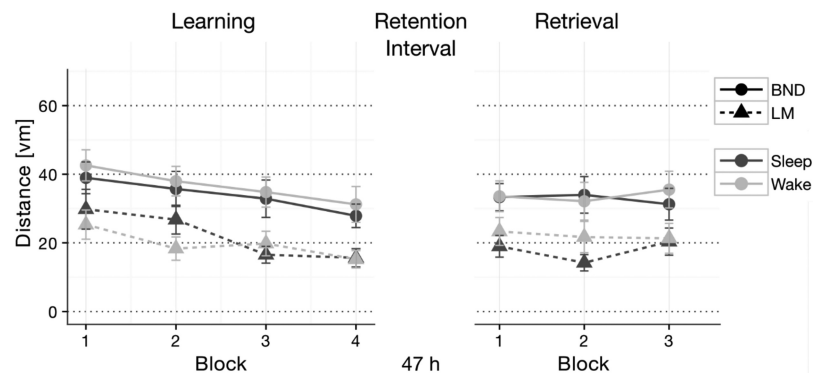 Learning
Retention
Interval
Retrieval
Distance [vm]
60
40
20
0
1 2 3 4
Block
47 h
1 2 3
Block
BND
LM
Sleep
Wake